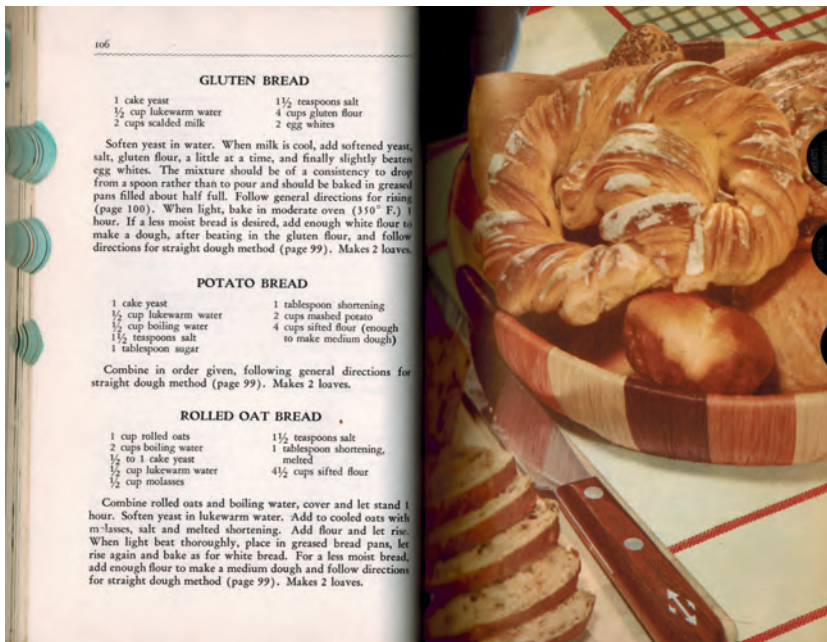 106
GLUTEN BREAD
1 cake yeast
½ cup lukewarm water
2 cups scalded milk
1½ teaspoons salt
4 cups gluten flour
2 egg whites
Soften yeast in water. When milk is cool, add softened yeast,
salt, gluten flour, a little at a time, and finally slightly beaten
egg whites. The mixture should be of a consistency to drop
from a spoon rather than to pour and should be baked in greased
pans filled about half full. Follow general directions for rising
(page 100). When light, bake in moderate oven (350° F.) 1
hour. If a less moist bread is desired, add enough white flour to
make a dough, after beating in the gluten flour, and follow
directions for straight dough method (page 99). Makes 2 loaves.
POTATO BREAD
1 cake yeast
½ cup lukewarm water
½ cup boiling water
1½ teaspoons salt
1 tablespoon sugar
1 tablespoon shortening
2 cups mashed potato
4 cups sifted flour (enough
to make medium dough)
Combine in order given, following general directions for
straight dough method (page 99). Makes 2 loaves.
ROLLED OAT BREAD
1 cup rolled oats
2 cups boiling water
½ to 1 cake yeast
½ cup lukewarm water
½ cup molasses
1½ teaspoons salt
1 tablespoon shortening,
melted
4½ cups sifted flour
Combine rolled oats and boiling water, cover and let stand 1
hour. Soften yeast in lukewarm water. Add to cooled oats with
molasses, salt and melted shortening. Add flour and let rise.
When light beat thoroughly, place in greased bread pans, let
rise again and bake as for white bread. For a less moist bread,
add enough flour to make a medium dough and follow directions
for straight dough method (page 99). Makes 2 loaves.